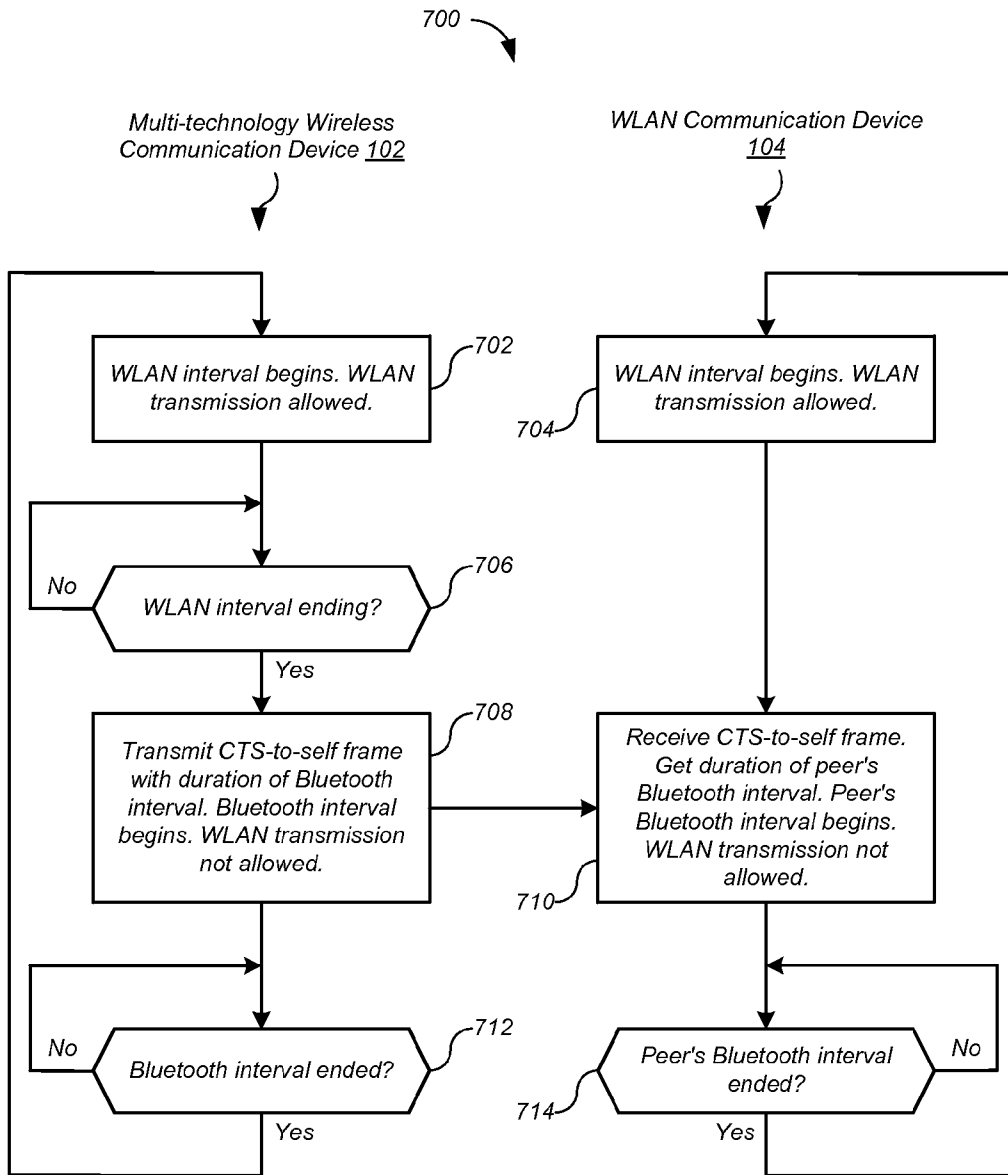 700
Multi-technology Wireless
Communication Device 102
WLAN Communication Device
104
WLAN interval begins. WLAN
transmission allowed.
702
WLAN interval begins. WLAN
transmission allowed.
704
No
WLAN interval ending?
706
Yes
Transmit CTS-to-self frame
with duration of Bluetooth
interval. Bluetooth interval
begins. WLAN transmission
not allowed.
708
Receive CTS-to-self frame.
Get duration of peer's
Bluetooth interval. Peer's
Bluetooth interval begins.
WLAN transmission not
allowed.
710
No
Bluetooth interval ended?
712
Yes
Peer's Bluetooth interval
ended?
No
714
Yes